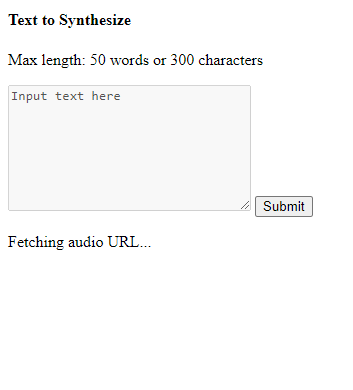 Text to Synthesize
Max length: 50 words or 300 characters
Input text here
Submit
Fetching audio URL...